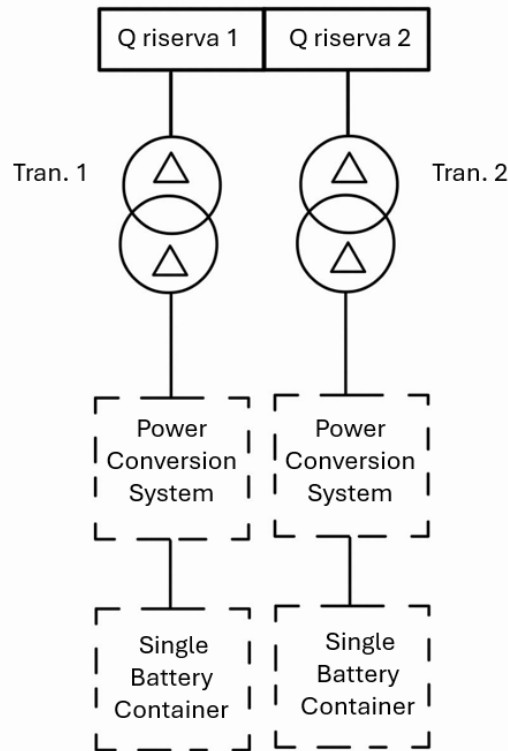 Q riserva 1
Q riserva 2
Tran. 1
Tran. 2
Power
Conversion
System
Power
Conversion
System
Single
Battery
Container
Single
Battery
Container